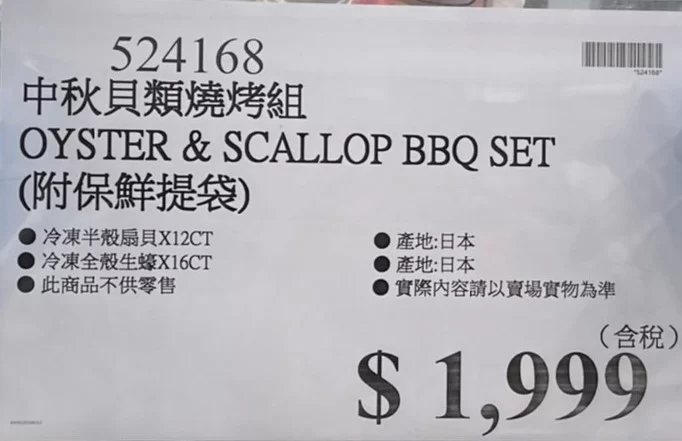 524168
"524168"
中秋貝類燒烤組
OYSTER & SCALLOP BBQ SET
(附保鮮提袋)
● 冷凍半殼扇貝X12CT
● 產地:日本
● 冷凍全殼生蠔X16CT
● 產地:日本
● 此商品不供零售
● 實際內容請以賣場實物為準
(含稅)
$ 1,999